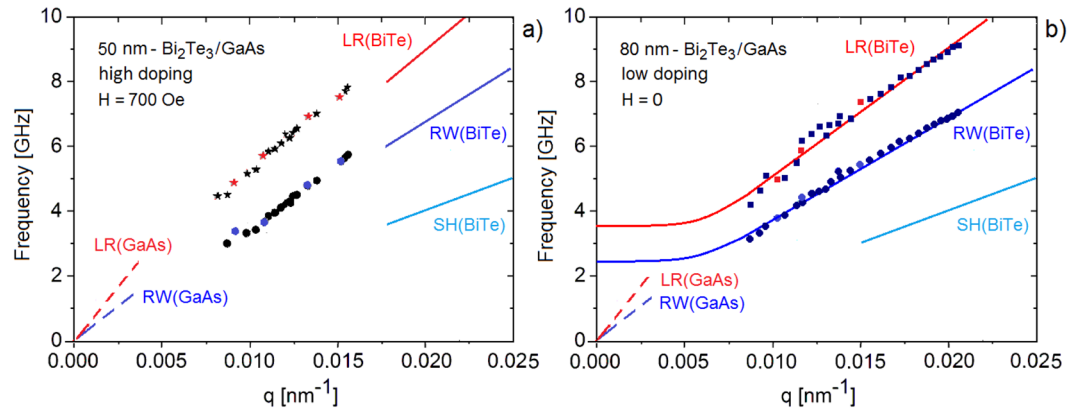 a)
50 nm - Bi₂Te₃/GaAs
high doping
H = 700 Oe
LR(BiTe)
RW(BiTe)
SH(BiTe)
LR(GaAs)
RW(GaAs)
Frequency [GHz]
10
8
6
4
2
0
0.000 0.005 0.010 0.015 0.020 0.025
q [nm⁻¹]
b)
80 nm - Bi₂Te₃/GaAs
low doping
H = 0
LR(BiTe)
RW(BiTe)
SH(BiTe)
LR(GaAs)
RW(GaAs)
Frequency [GHz]
10
8
6
4
2
0
0.000 0.005 0.010 0.015 0.020 0.025
q [nm⁻¹]